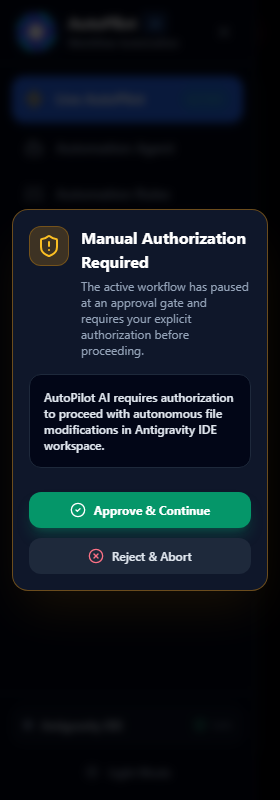 Manual Authorization
Required
The active workflow has paused
at an approval gate and
requires your explicit
authorization before
proceeding.
AutoPilot AI requires authorization
to proceed with autonomous file
modifications in Antigravity IDE
workspace.
Approve & Continue
Reject & Abort